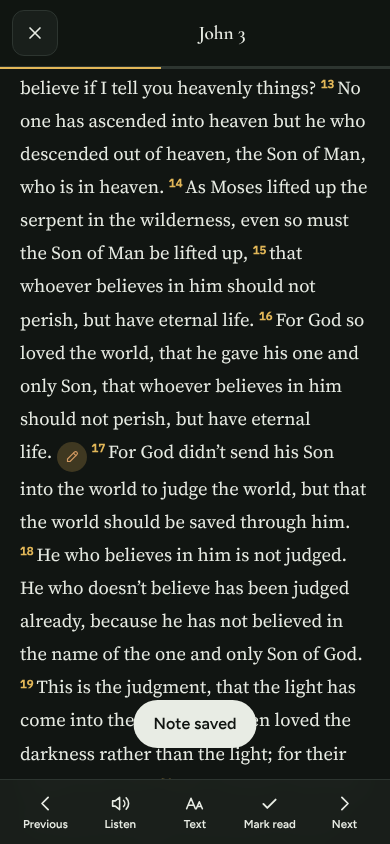 John 3
believe if I tell you heavenly things? 13 No
one has ascended into heaven but he who
descended out of heaven, the Son of Man,
who is in heaven. 14 As Moses lifted up the
serpent in the wilderness, even so must
the Son of Man be lifted up, 15 that
whoever believes in him should not
perish, but have eternal life. 16 For God so
loved the world, that he gave his one and
only Son, that whoever believes in him
should not perish, but have eternal
life. 17 For God didn’t send his Son
into the world to judge the world, but that
the world should be saved through him.
18 He who believes in him is not judged.
He who doesn’t believe has been judged
already, because he has not believed in
the name of the one and only Son of God.
19 This is the judgment, that the light has
come into the loved the
darkness rather than the light; for their
Note saved
Previous Listen Text Mark read Next